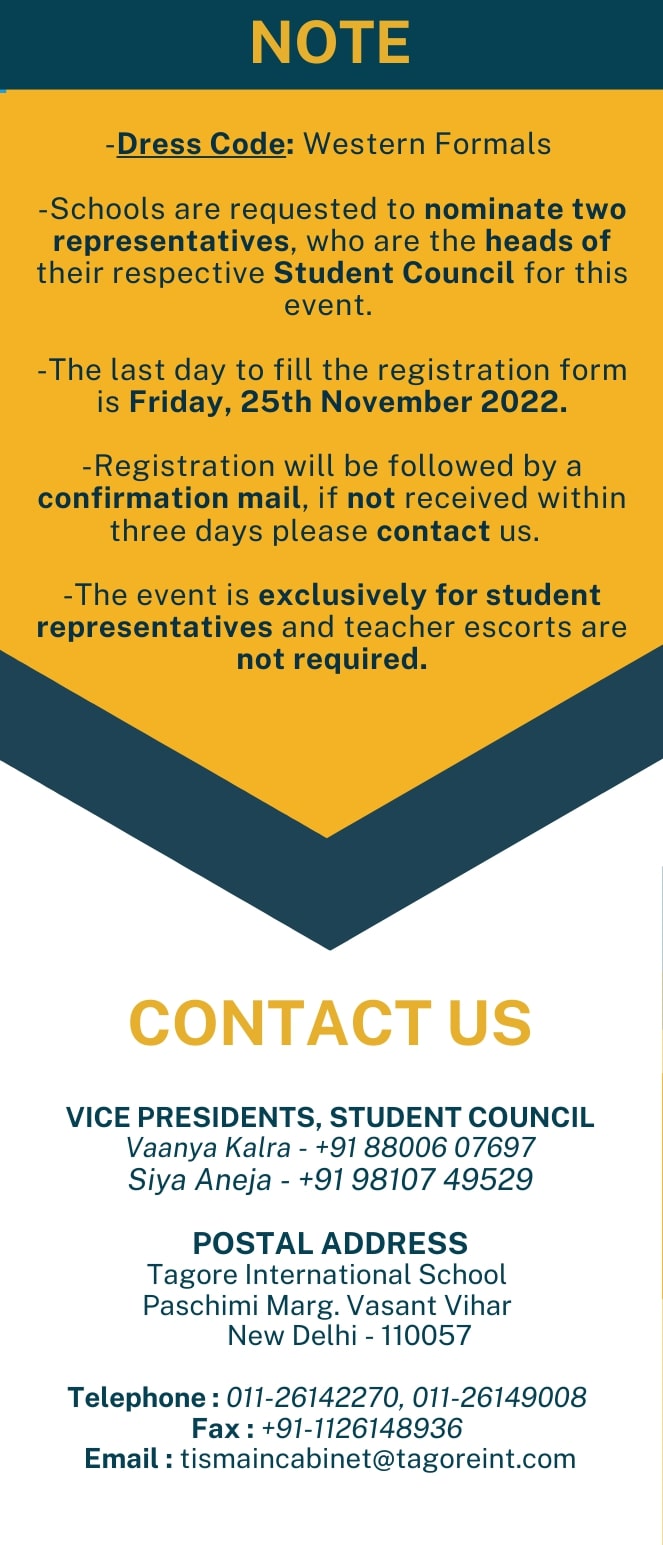 NOTE
-Dress Code: Western Formals
-Schools are requested to nominate two
representatives, who are the heads of
their respective Student Council for this
event.
-The last day to fill the registration form
is Friday, 25th November 2022.
-Registration will be followed by a
confirmation mail, if not received within
three days please contact us.
-The event is exclusively for student
representatives and teacher escorts are
not required.
CONTACT US
VICE PRESIDENTS, STUDENT COUNCIL
Vaanya Kalra - +91 88006 07697
Siya Aneja - +91 98107 49529
POSTAL ADDRESS
Tagore International School
Paschimi Marg. Vasant Vihar
New Delhi - 110057
Telephone : 011-26142270, 011-26149008
Fax : +91-1126148936
Email : tismaincabinet@tagoreint.com